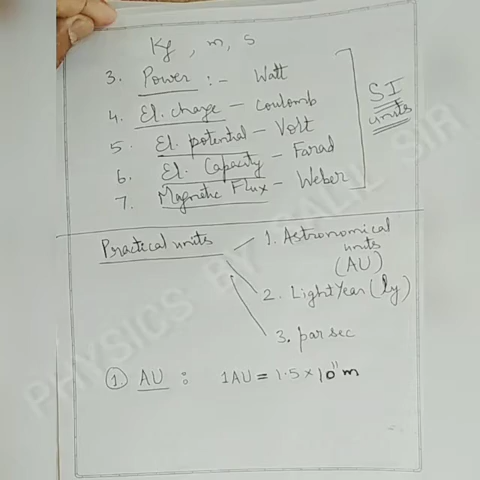 Kg, m, s
3. Power :- Watt
4. El. charge - Coulomb
5. El. potential - Volt
6. El. Capacity - Farad
7. Magnetic Flux - Weber
SI
units
Practical units
1. Astronomical
units
(AU)
2. Light Year (ly)
3. par sec
① AU : 1AU = 1.5 × 10¹¹ m
PHYSICS BY
SIR